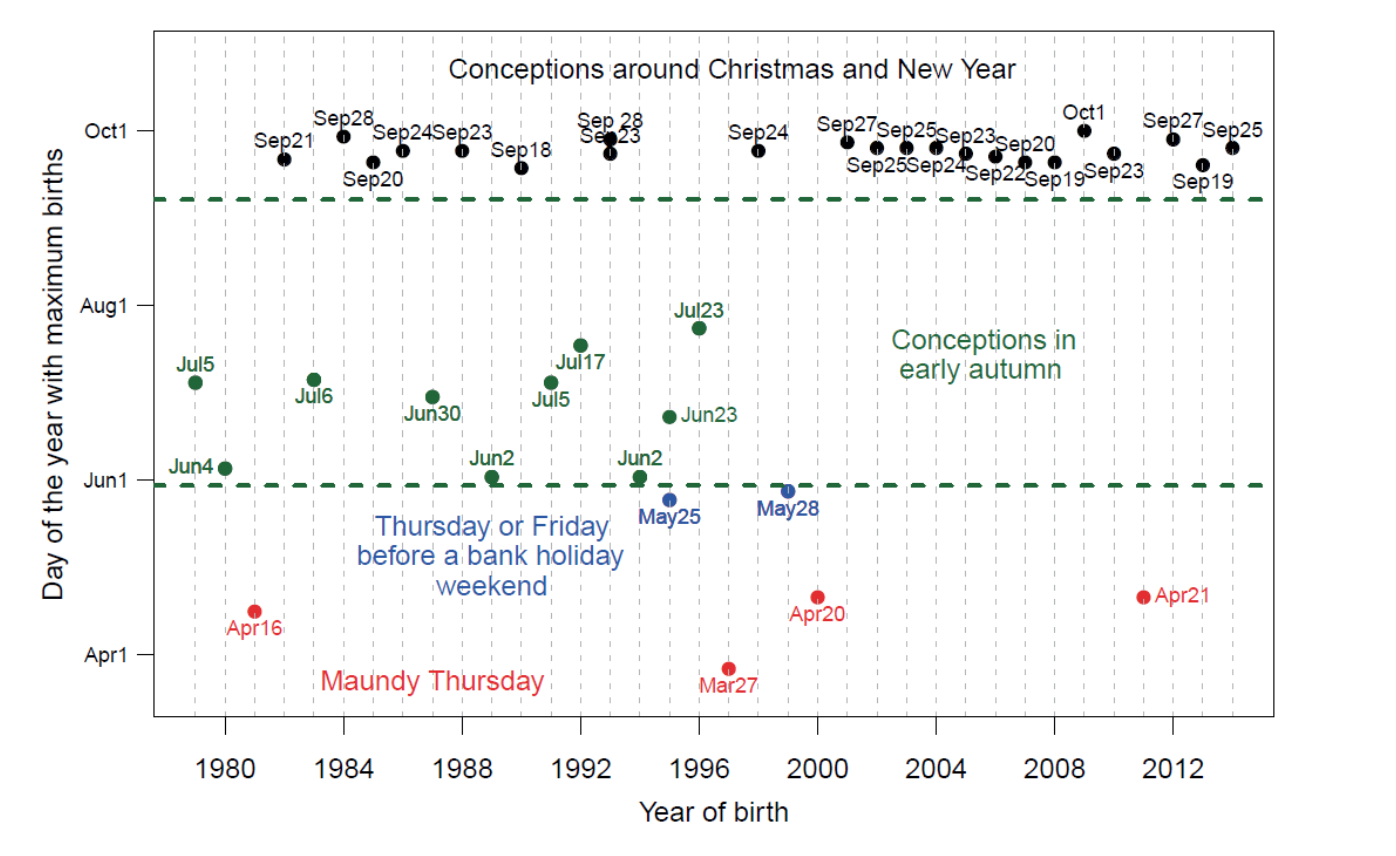 Conceptions around Christmas and New Year
Oct1
Sep21
Sep28
Sep20
Sep24
Sep23
Sep18
Sep 28
Sep23
Sep24
Sep27
Sep25
Sep25
Sep24
Sep23
Sep22
Sep20
Sep19
Oct1
Sep23
Sep27
Sep19
Sep25
Day of the year with maximum births
Aug1
Jul5
Jun4
Jul6
Jun30
Jun2
Jul5
Jul17
Jun2
Jun23
Jul23
Conceptions in
early autumn
Jun1
Thursday or Friday
before a bank holiday
weekend
May25
May28
Apr16
Apr20
Apr21
Apr1
Maundy Thursday
Mar27
1980 1984 1988 1992 1996 2000 2004 2008 2012
Year of birth